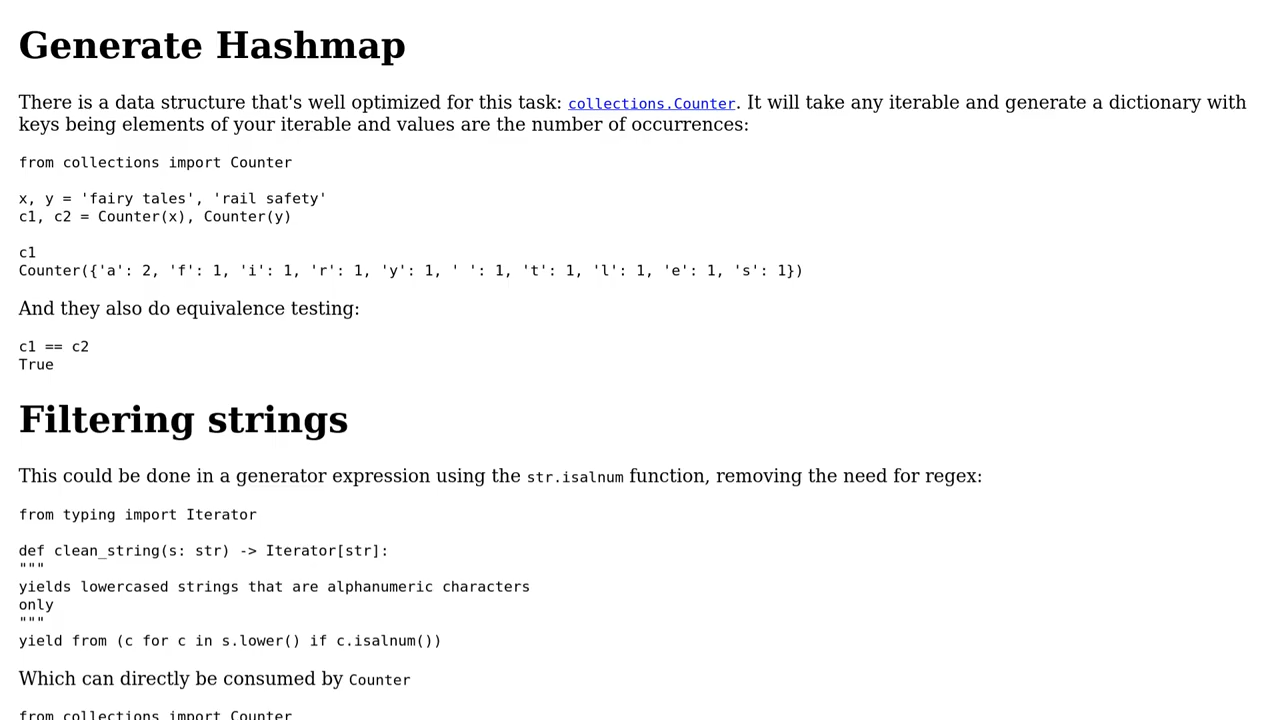 Generate Hashmap
There is a data structure that's well optimized for this task: collections.Counter. It will take any iterable and generate a dictionary with
keys being elements of your iterable and values are the number of occurrences:
from collections import Counter
x, y = 'fairy tales', 'rail safety'
c1, c2 = Counter(x), Counter(y)
c1
Counter({'a': 2, 'f': 1, 'i': 1, 'r': 1, 'y': 1, ' ': 1, 't': 1, 'l': 1, 'e': 1, 's': 1})
And they also do equivalence testing:
c1 == c2
True
Filtering strings
This could be done in a generator expression using the str.isalnum function, removing the need for regex:
from typing import Iterator
def clean_string(s: str) -> Iterator[str]:
"""
yields lowercased strings that are alphanumeric characters
only
"""
yield from (c for c in s.lower() if c.isalnum())
Which can directly be consumed by Counter
from collections import Counter